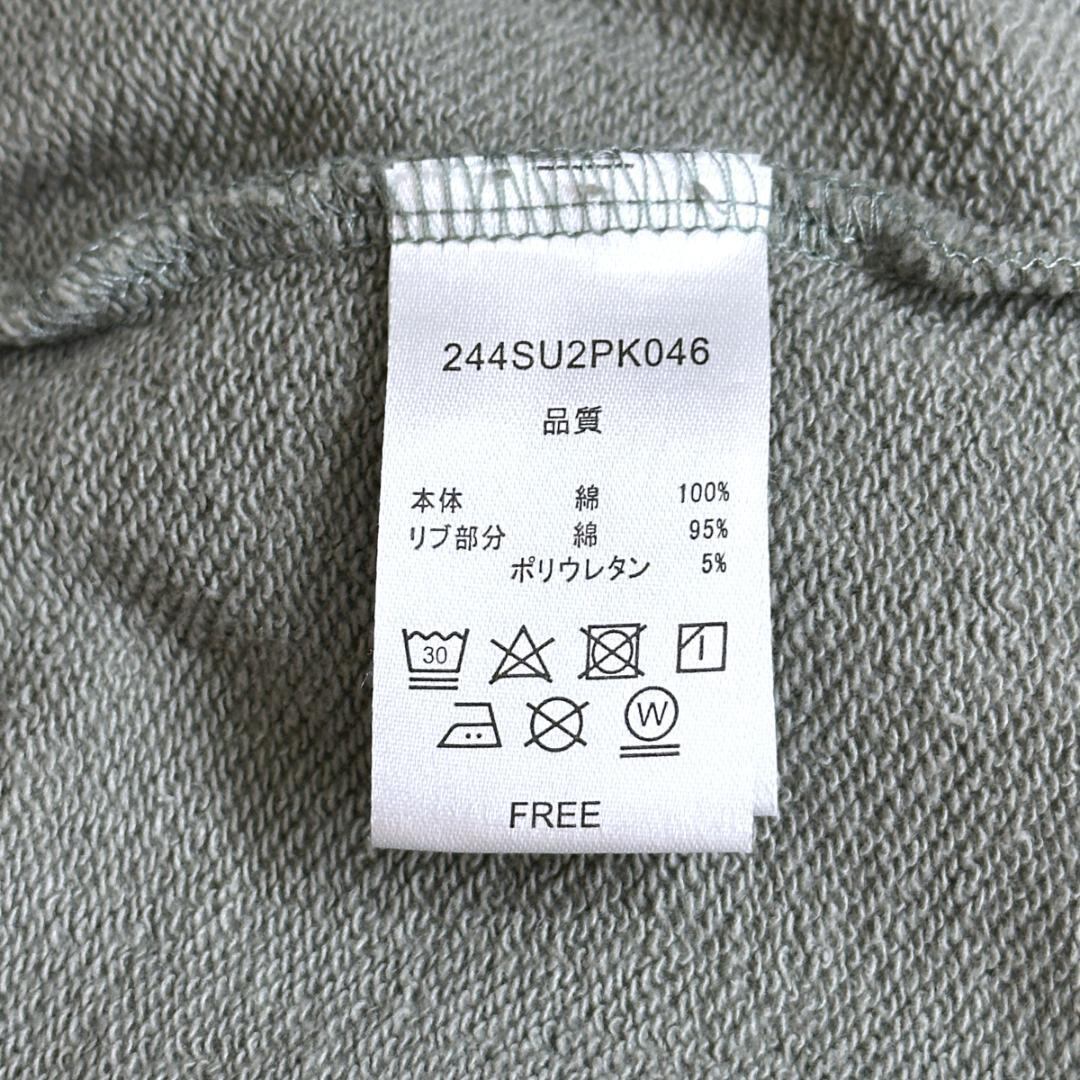 244SU2PK046
品質
本体 綿 100%
リブ部分 綿 95%
ポリウレタン 5%
30
W
FREE